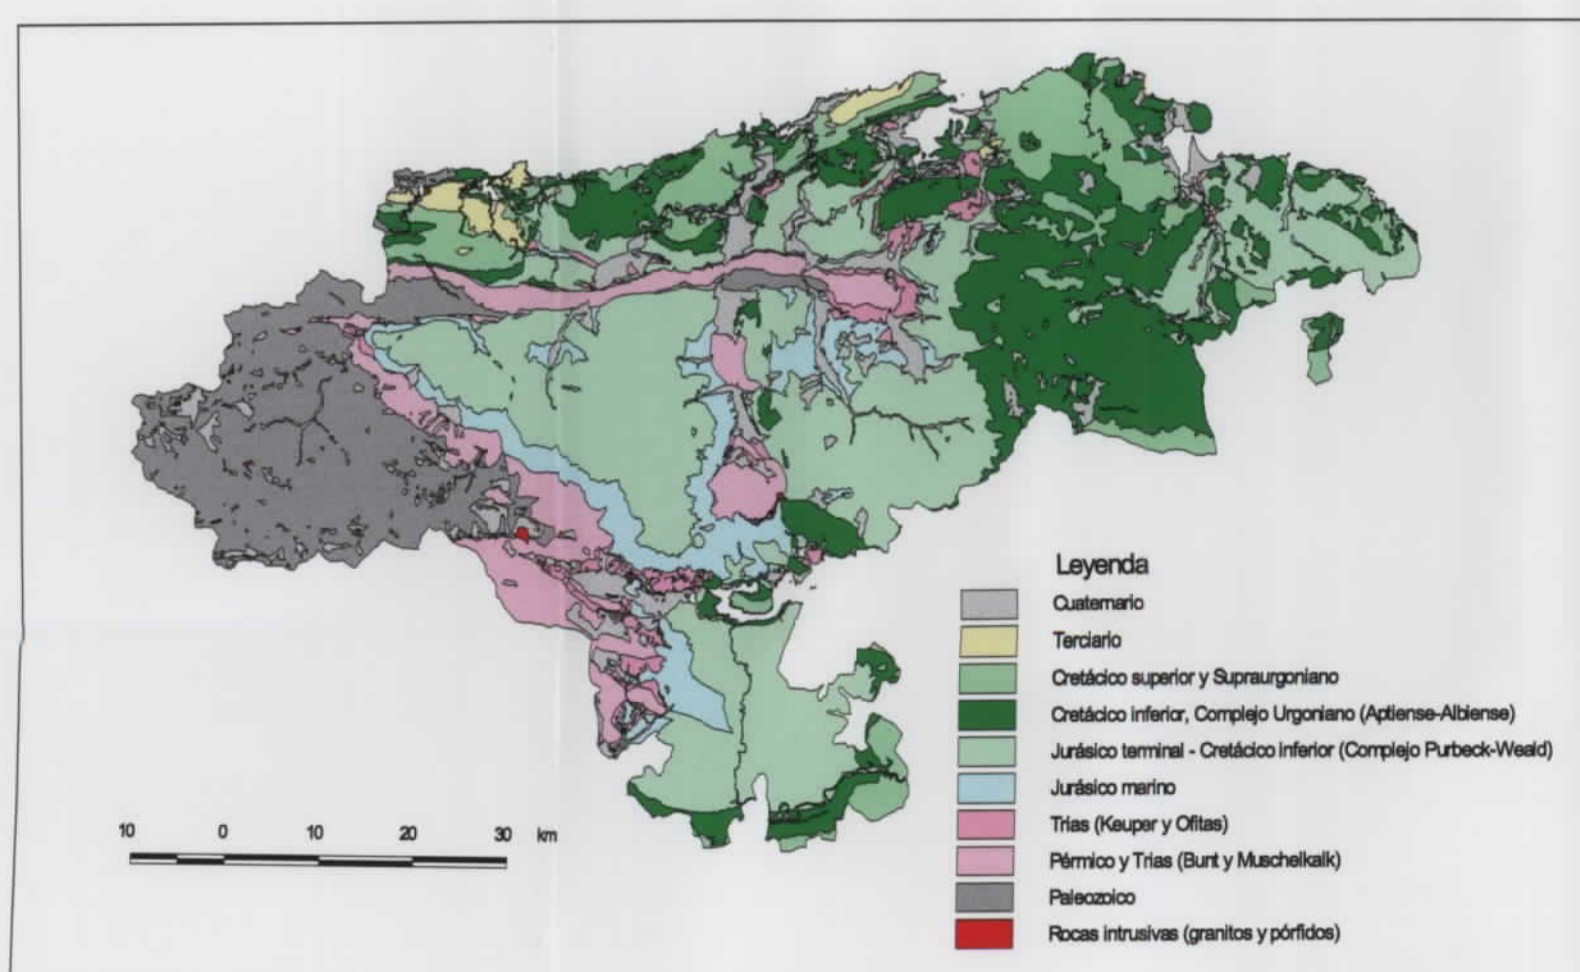 Leyenda
Cuaternario
Terciario
Cretácico superior y Supraurgoniano
Cretácico inferior, Complejo Urgoniano (Aptiense-Albiense)
Jurásico terminal - Cretácico inferior (Complejo Purbeck-Weald)
Jurásico marino
Trias (Keuper y Ofitas)
Pérmico y Trias (Bunt y Muschelkalk)
Paleozoico
Rocas intrusivas (granitos y pórfidos)
10 0 10 20 30 km